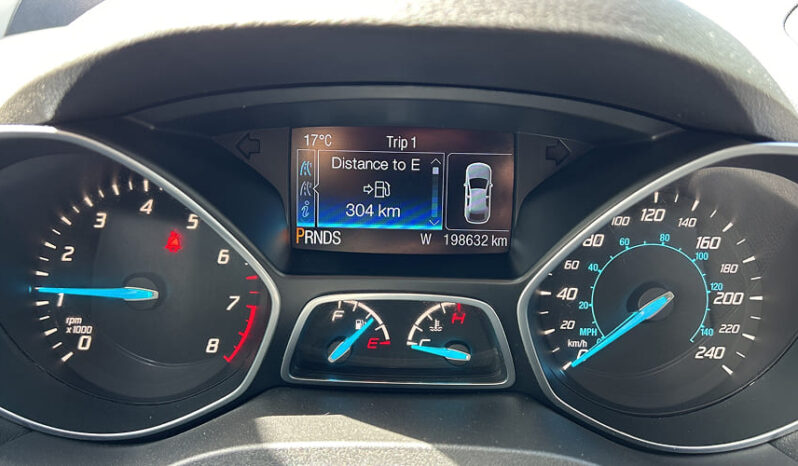 17°C Trip 1
Distance to E
304 km
PRNDS W 198632 km
0 1 2 3 4 5 6 7 8
rpm
x1000
F E
C H
0 20 40 60 80 100 120 140 160 180 200 220 240
20 40 60 80 100 120 140
MPH
km/h